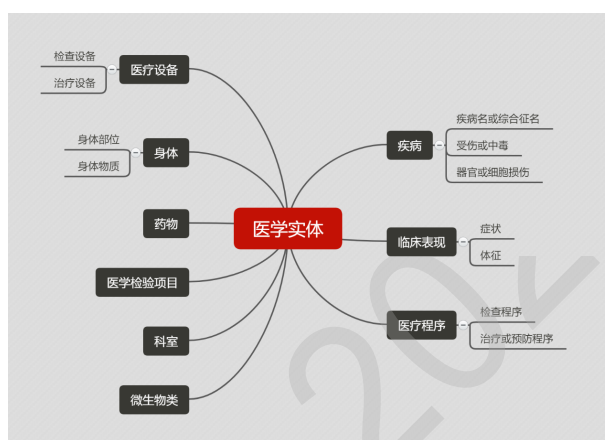 检查设备
治疗设备
医疗设备
身体部位
身体物质
身体
药物
医学检验项目
科室
微生物类
医学实体
疾病
疾病名或综合征名
受伤或中毒
器官或细胞损伤
临床表现
症状
体征
医疗程序
检查程序
治疗或预防程序
202